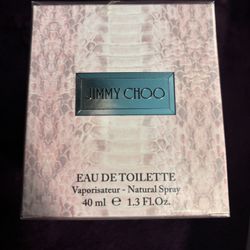 JIMMY CHOO
EAU DE TOILETTE
Vaporisateur - Natural Spray
40 ml ℮ 1.3 Fl.Oz.